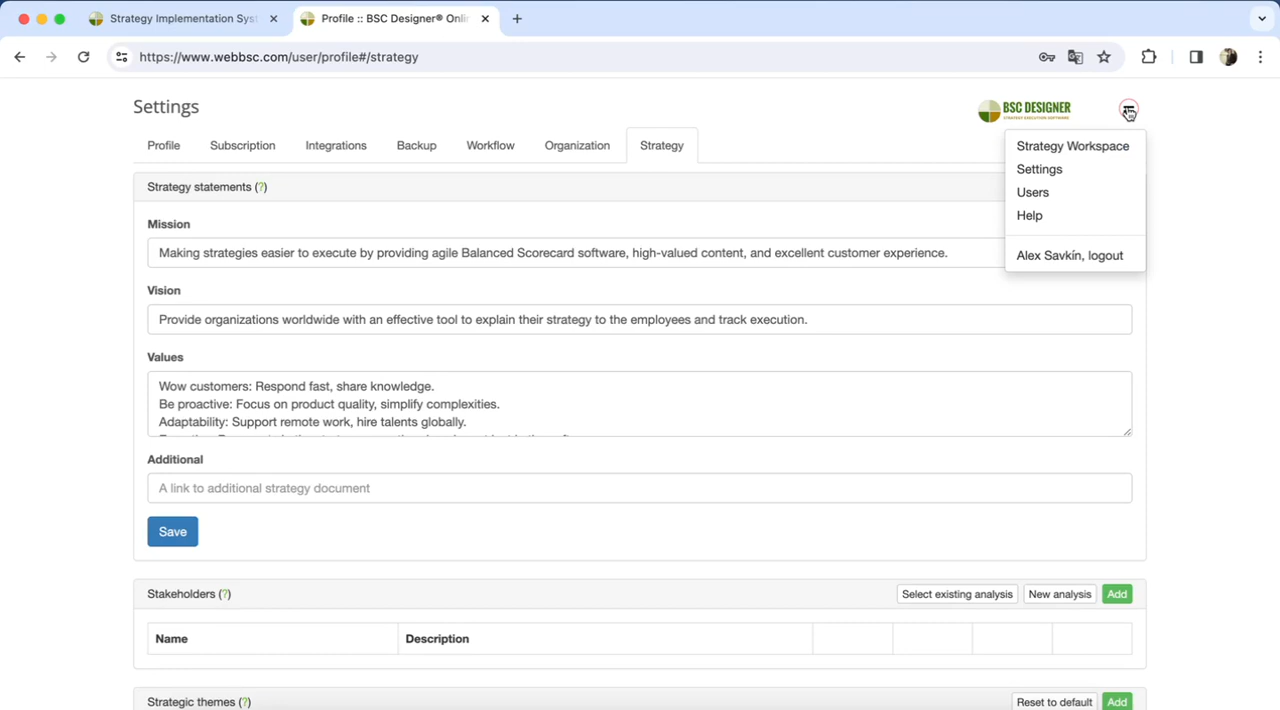 Strategy Implementation Sys
Profile :: BSC Designer® Onli
https://www.webbsc.com/user/profile#/strategy
Settings
BSC DESIGNER
STRATEGY EXECUTION SOFTWARE
Profile
Subscription
Integrations
Backup
Workflow
Organization
Strategy
Strategy Workspace
Settings
Users
Help
Alex Savkín, logout
Strategy statements (?)
Mission
Making strategies easier to execute by providing agile Balanced Scorecard software, high-valued content, and excellent customer experience.
Vision
Provide organizations worldwide with an effective tool to explain their strategy to the employees and track execution.
Values
Wow customers: Respond fast, share knowledge.
Be proactive: Focus on product quality, simplify complexities.
Adaptability: Support remote work, hire talents globally.
Additional
A link to additional strategy document
Save
Stakeholders (?)
Select existing analysis
New analysis
Add
Name
Description
Strategic themes (?)
Reset to default
Add